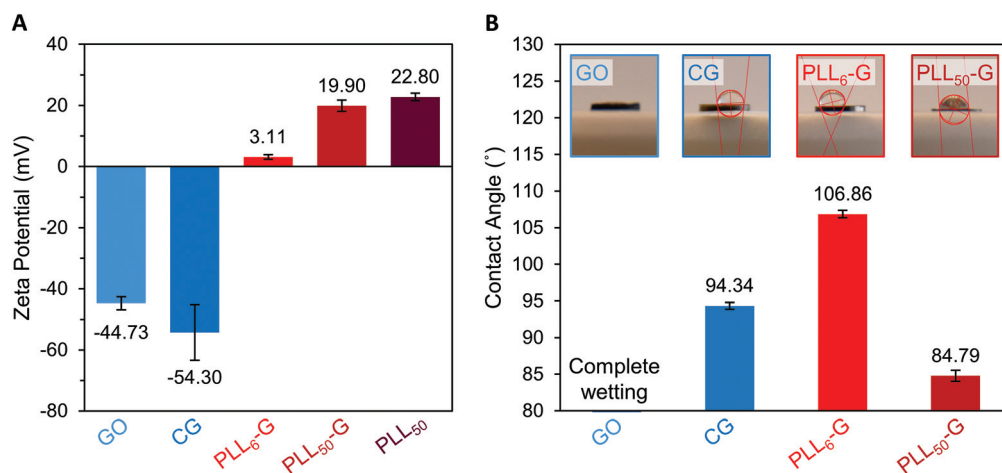 A
Zeta Potential (mV)
40
20
0
-20
-40
-60
-80
-44.73
-54.30
3.11
19.90
22.80
GO
CG
PLL₆-G
PLL₅₀-G
PLL₅₀
B
Contact Angle (˚)
130
125
120
115
110
105
100
95
90
85
80
GO
CG
PLL₆-G
PLL₅₀-G
Complete
wetting
94.34
106.86
84.79
GO
CG
PLL₆-G
PLL₅₀-G